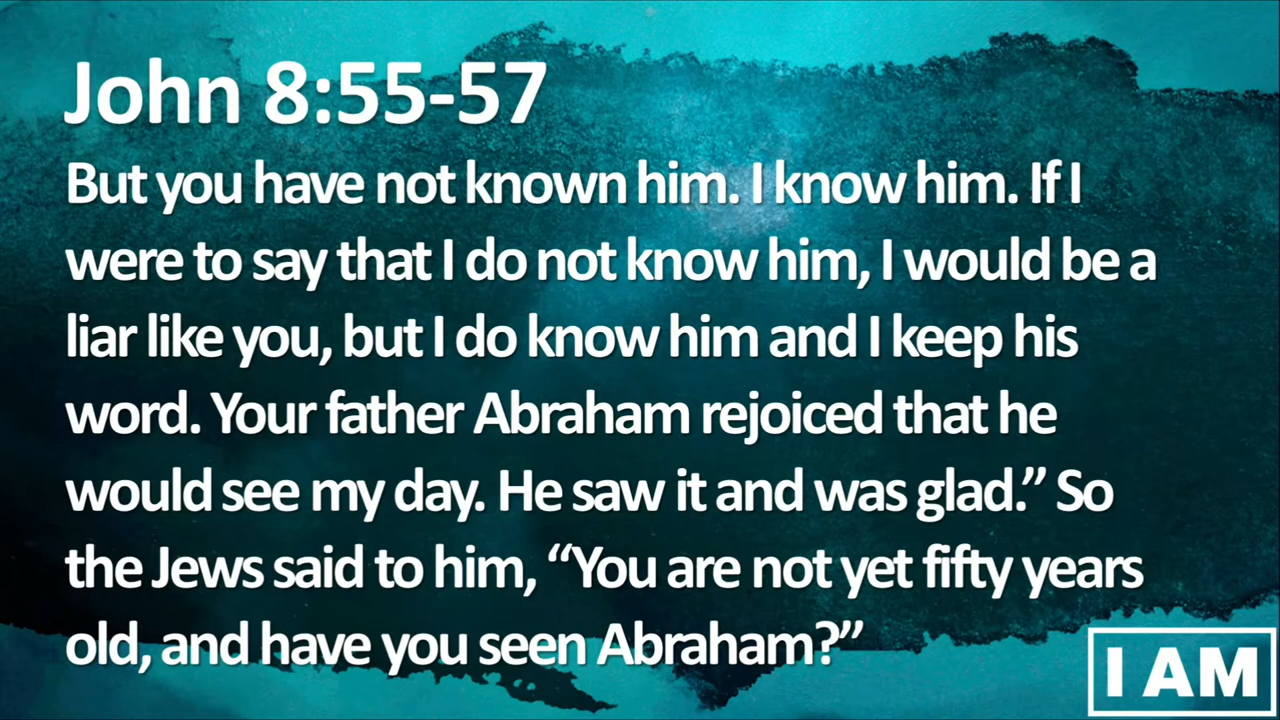 John 8:55-57
But you have not known him. I know him. If I
were to say that I do not know him, I would be a
liar like you, but I do know him and I keep his
word. Your father Abraham rejoiced that he
would see my day. He saw it and was glad.” So
the Jews said to him, “You are not yet fifty years
old, and have you seen Abraham?”
I AM